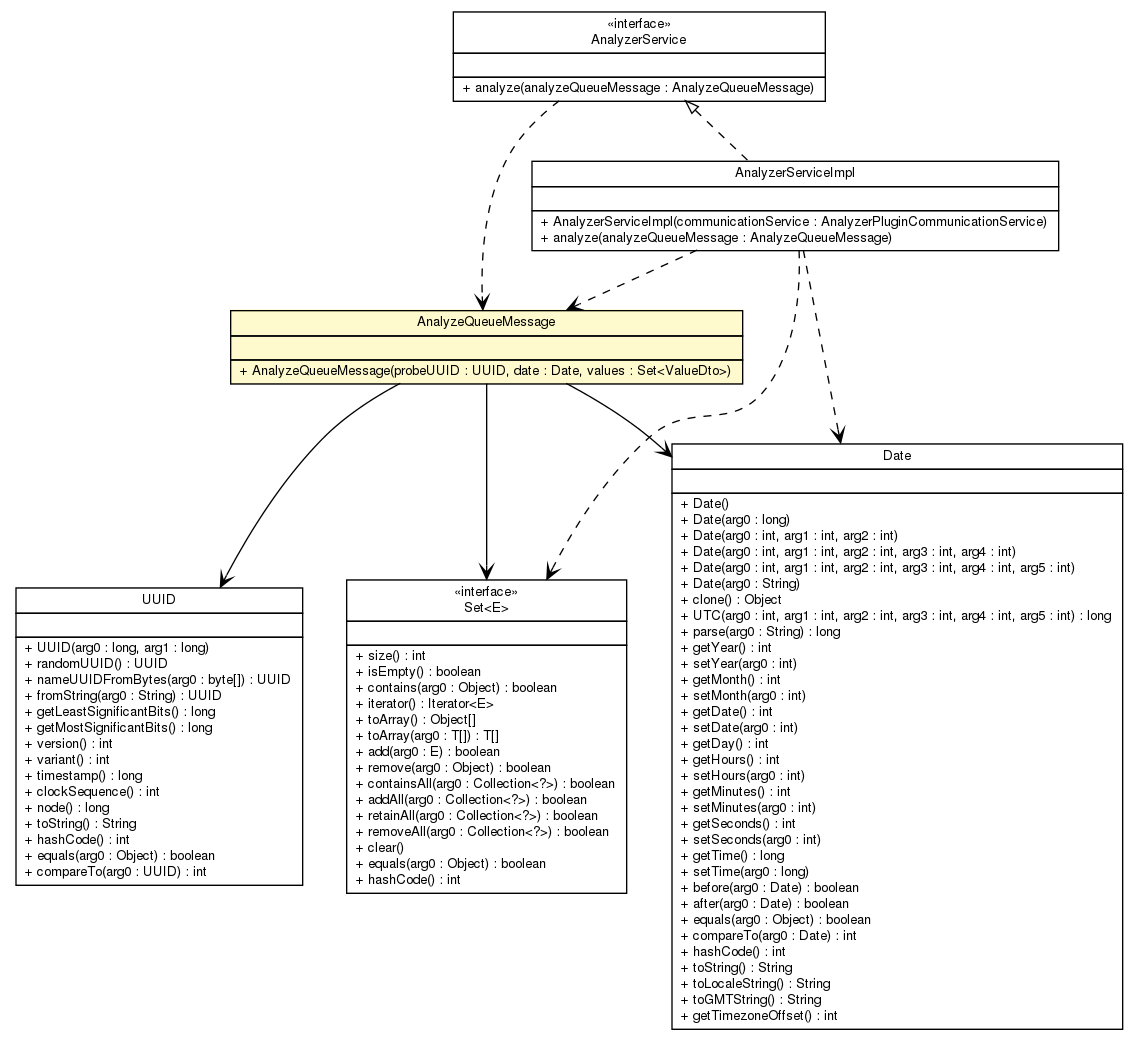 «interface»
AnalyzerService
+ analyze(analyzeQueueMessage : AnalyzeQueueMessage)
AnalyzerServiceImpl
+ AnalyzerServiceImpl(communicationService : AnalyzerPluginCommunicationService)
+ analyze(analyzeQueueMessage : AnalyzeQueueMessage)
AnalyzeQueueMessage
+ AnalyzeQueueMessage(probeUUID : UUID, date : Date, values : Set<ValueDto>)
UUID
+ UUID(arg0 : long, arg1 : long)
+ randomUUID() : UUID
+ nameUUIDFromBytes(arg0 : byte[]) : UUID
+ fromString(arg0 : String) : UUID
+ getLeastSignificantBits() : long
+ getMostSignificantBits() : long
+ version() : int
+ variant() : int
+ timestamp() : long
+ clockSequence() : int
+ node() : long
+ toString() : String
+ hashCode() : int
+ equals(arg0 : Object) : boolean
+ compareTo(arg0 : UUID) : int
«interface»
Set<E>
+ size() : int
+ isEmpty() : boolean
+ contains(arg0 : Object) : boolean
+ iterator() : Iterator<E>
+ toArray() : Object[]
+ toArray(arg0 : T[]) : T[]
+ add(arg0 : E) : boolean
+ remove(arg0 : Object) : boolean
+ containsAll(arg0 : Collection<?>) : boolean
+ addAll(arg0 : Collection<?>) : boolean
+ retainAll(arg0 : Collection<?>) : boolean
+ removeAll(arg0 : Collection<?>) : boolean
+ clear()
+ equals(arg0 : Object) : boolean
+ hashCode() : int
Date
+ Date()
+ Date(arg0 : long)
+ Date(arg0 : int, arg1 : int, arg2 : int)
+ Date(arg0 : int, arg1 : int, arg2 : int, arg3 : int, arg4 : int)
+ Date(arg0 : int, arg1 : int, arg2 : int, arg3 : int, arg4 : int, arg5 : int)
+ Date(arg0 : String)
+ clone() : Object
+ UTC(arg0 : int, arg1 : int, arg2 : int, arg3 : int, arg4 : int, arg5 : int) : long
+ parse(arg0 : String) : long
+ getYear() : int
+ setYear(arg0 : int)
+ getMonth() : int
+ setMonth(arg0 : int)
+ getDate() : int
+ setDate(arg0 : int)
+ getDay() : int
+ getHours() : int
+ setHours(arg0 : int)
+ getMinutes() : int
+ setMinutes(arg0 : int)
+ getSeconds() : int
+ setSeconds(arg0 : int)
+ getTime() : long
+ setTime(arg0 : long)
+ before(arg0 : Date) : boolean
+ after(arg0 : Date) : boolean
+ equals(arg0 : Object) : boolean
+ compareTo(arg0 : Date) : int
+ hashCode() : int
+ toString() : String
+ toLocaleString() : String
+ toGMTString() : String
+ getTimezoneOffset() : int